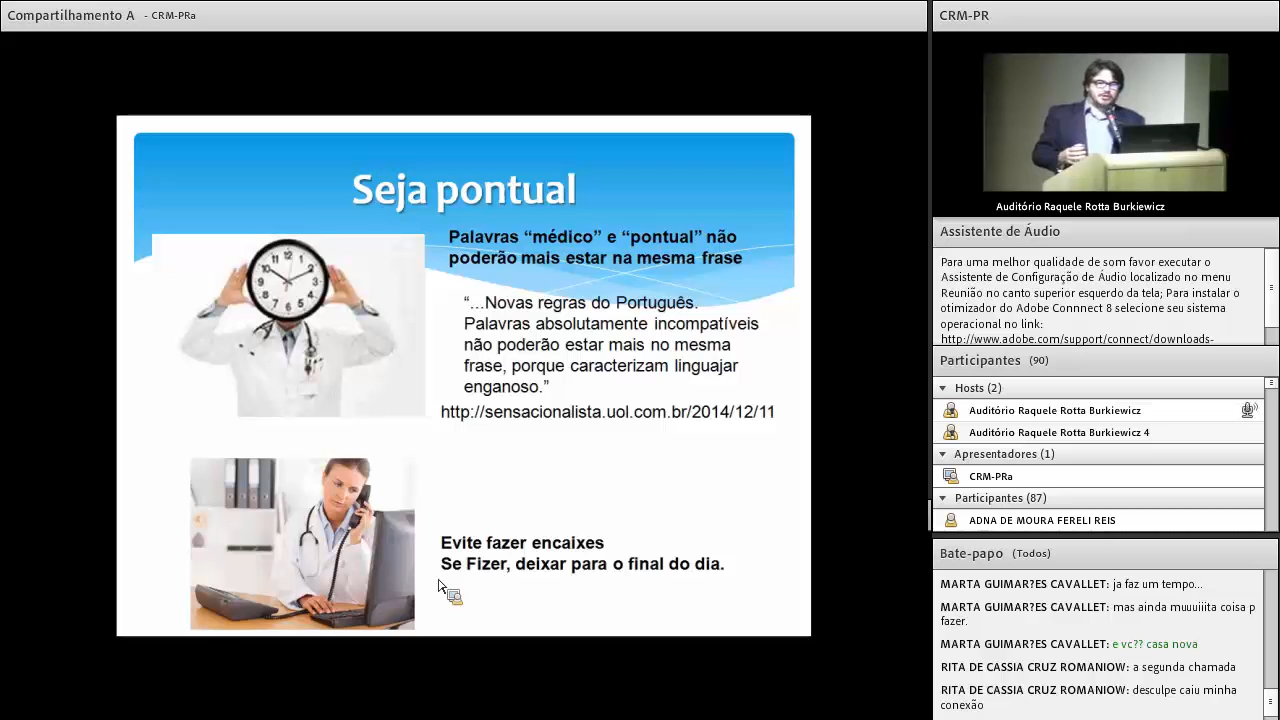 Compartilhamento A - CRM-PRa
Seja pontual
Palavras “médico” e “pontual” não
poderão mais estar na mesma frase
“...Novas regras do Português.
Palavras absolutamente incompatíveis
não poderão estar mais no mesma
frase, porque caracterizam linguajar
enganoso.”
http://sensacionalista.uol.com.br/2014/12/11
Evite fazer encaixes
Se Fizer, deixar para o final do dia.
CRM-PR
Auditório Raquele Rotta Burkiewicz
Assistente de Áudio
Para uma melhor qualidade de som favor executar o
Assistente de Configuração de Áudio localizado no menu
Reunião no canto superior esquerdo da tela; Para instalar o
otimizador do Adobe Connnect 8 selecione seu sistema
operacional no link:
http://www.adobe.com/support/connect/downloads-
Participantes (90)
Hosts (2)
Auditório Raquele Rotta Burkiewicz
Auditório Raquele Rotta Burkiewicz 4
Apresentadores (1)
CRM-PRa
Participantes (87)
ADNA DE MOURA FERELI REIS
Bate-papo (Todos)
MARTA GUIMAR?ES CAVALLET: ja faz um tempo...
MARTA GUIMAR?ES CAVALLET: mas ainda muuuiiita coisa p
fazer.
MARTA GUIMAR?ES CAVALLET: e vc?? casa nova
RITA DE CASSIA CRUZ ROMANIOW: a segunda chamada
RITA DE CASSIA CRUZ ROMANIOW: desculpe caiu minha
conexão